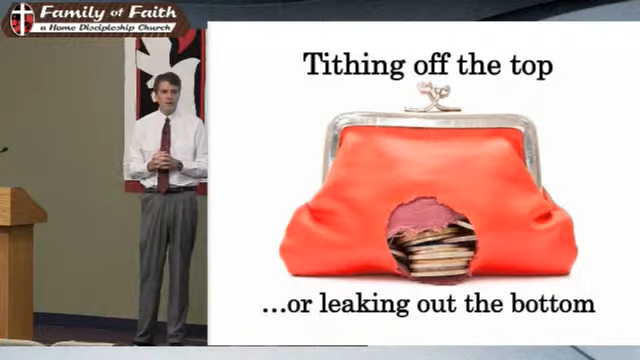 Family of Faith
a Home Discipleship Church
Tithing off the top
...or leaking out the bottom